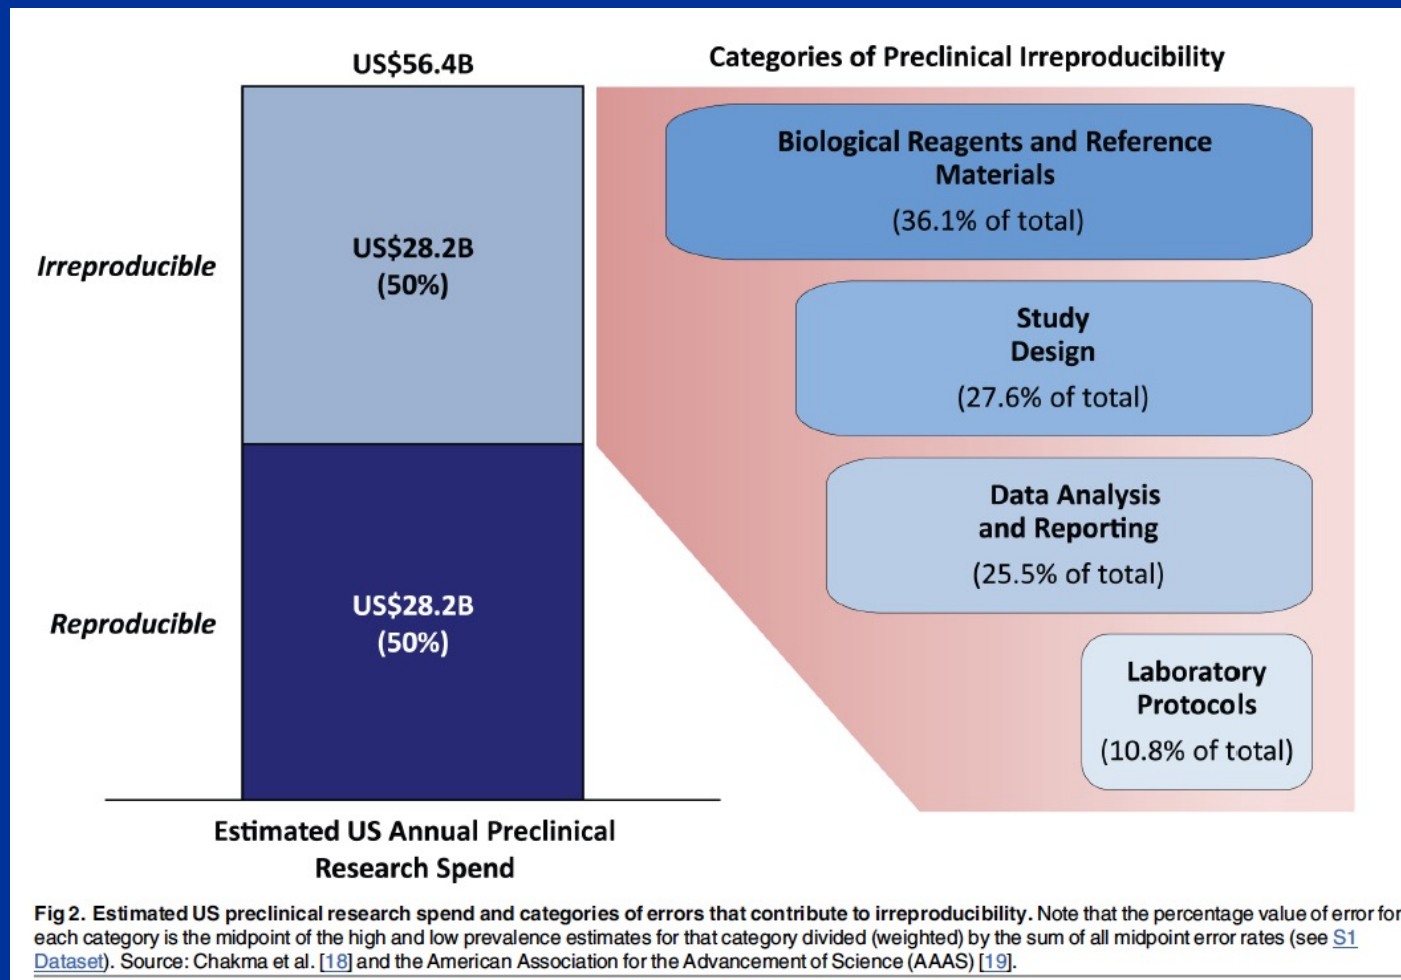 US$56.4B
Categories of Preclinical Irreproducibility
Irreproducible
US$28.2B
(50%)
Reproducible
US$28.2B
(50%)
Estimated US Annual Preclinical
Research Spend
Biological Reagents and Reference
Materials
(36.1% of total)
Study
Design
(27.6% of total)
Data Analysis
and Reporting
(25.5% of total)
Laboratory
Protocols
(10.8% of total)
Fig 2. Estimated US preclinical research spend and categories of errors that contribute to irreproducibility. Note that the percentage value of error for
each category is the midpoint of the high and low prevalence estimates for that category divided (weighted) by the sum of all midpoint error rates (see S1
Dataset). Source: Chakma et al. [18] and the American Association for the Advancement of Science (AAAS) [19].